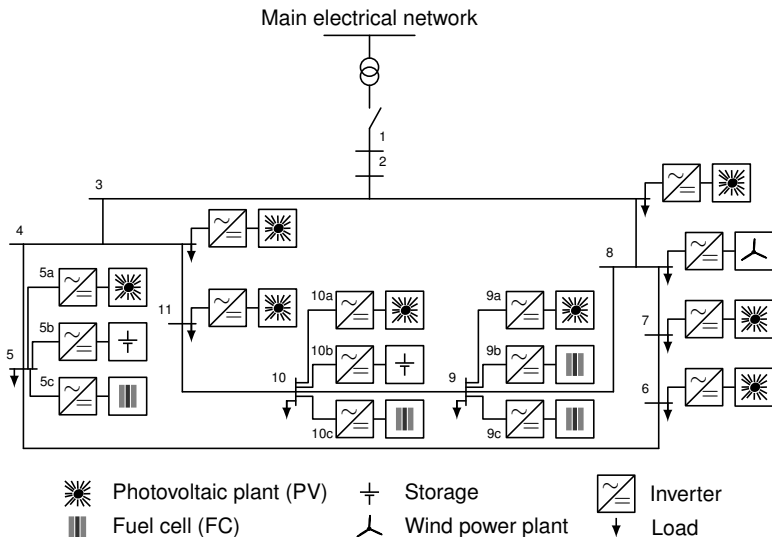 Main electrical network
1
2
3
4
8
5a
10a
9a
11
7
5b
10b
9b
5
10
9
6
5c
10c
9c
Photovoltaic plant (PV)
Storage
Inverter
Fuel cell (FC)
Wind power plant
Load